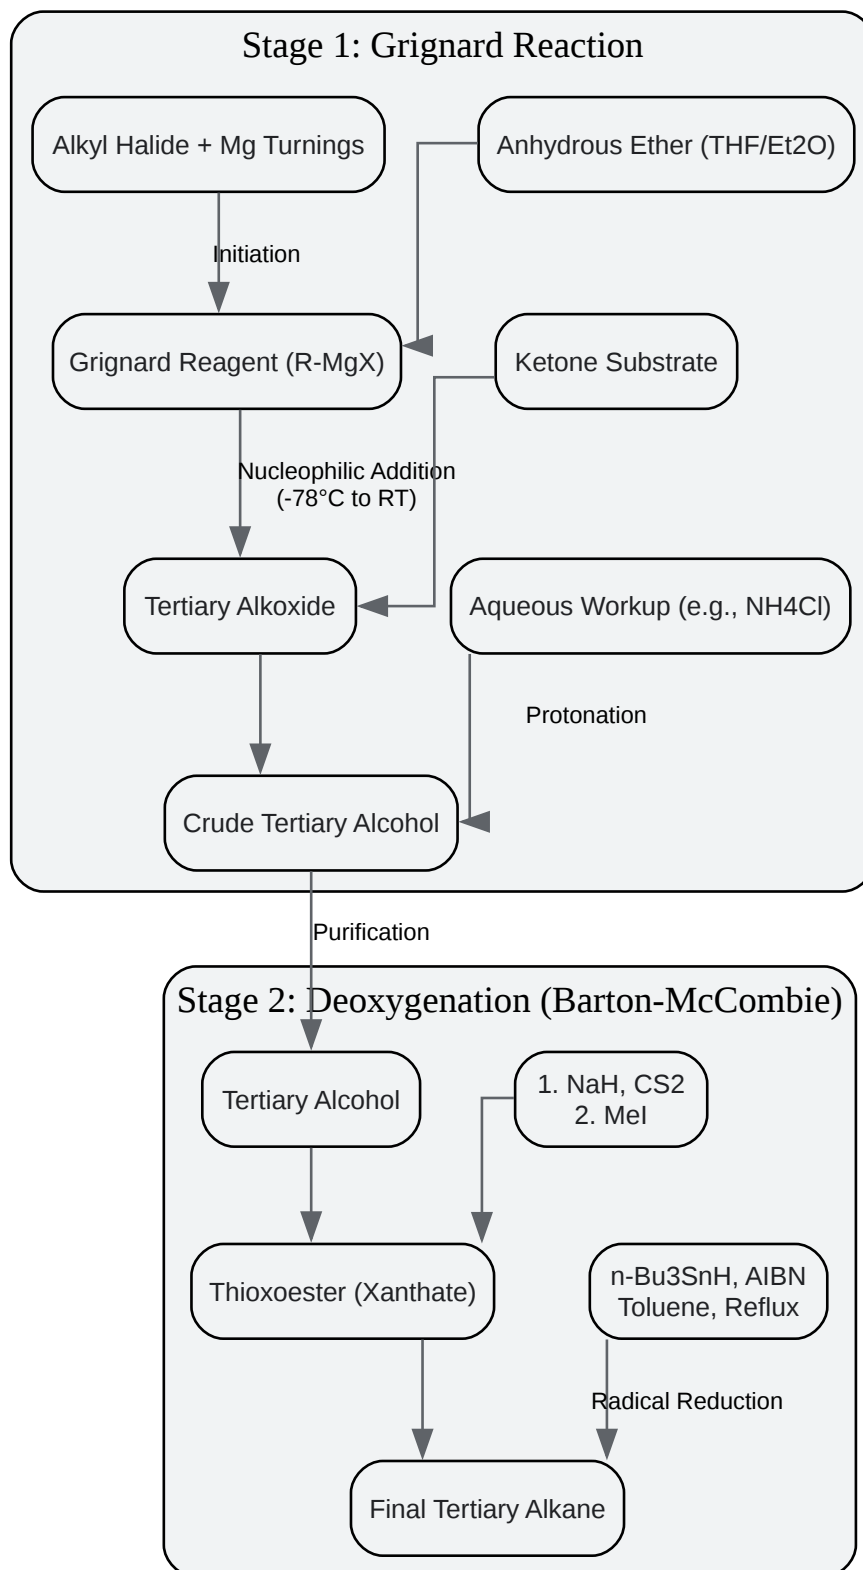 Stage 1: Grignard Reaction
Alkyl Halide + Mg Turnings
Anhydrous Ether (THF/Et2O)
Initiation
Grignard Reagent (R-MgX)
Ketone Substrate
Nucleophilic Addition
(-78°C to RT)
Tertiary Alkoxide
Aqueous Workup (e.g., NH4Cl)
Protonation
Crude Tertiary Alcohol
Purification
Stage 2: Deoxygenation (Barton-McCombie)
Tertiary Alcohol
1. NaH, CS2
2. MeI
Thioxoester (Xanthate)
n-Bu3SnH, AIBN
Toluene, Reflux
Radical Reduction
Final Tertiary Alkane